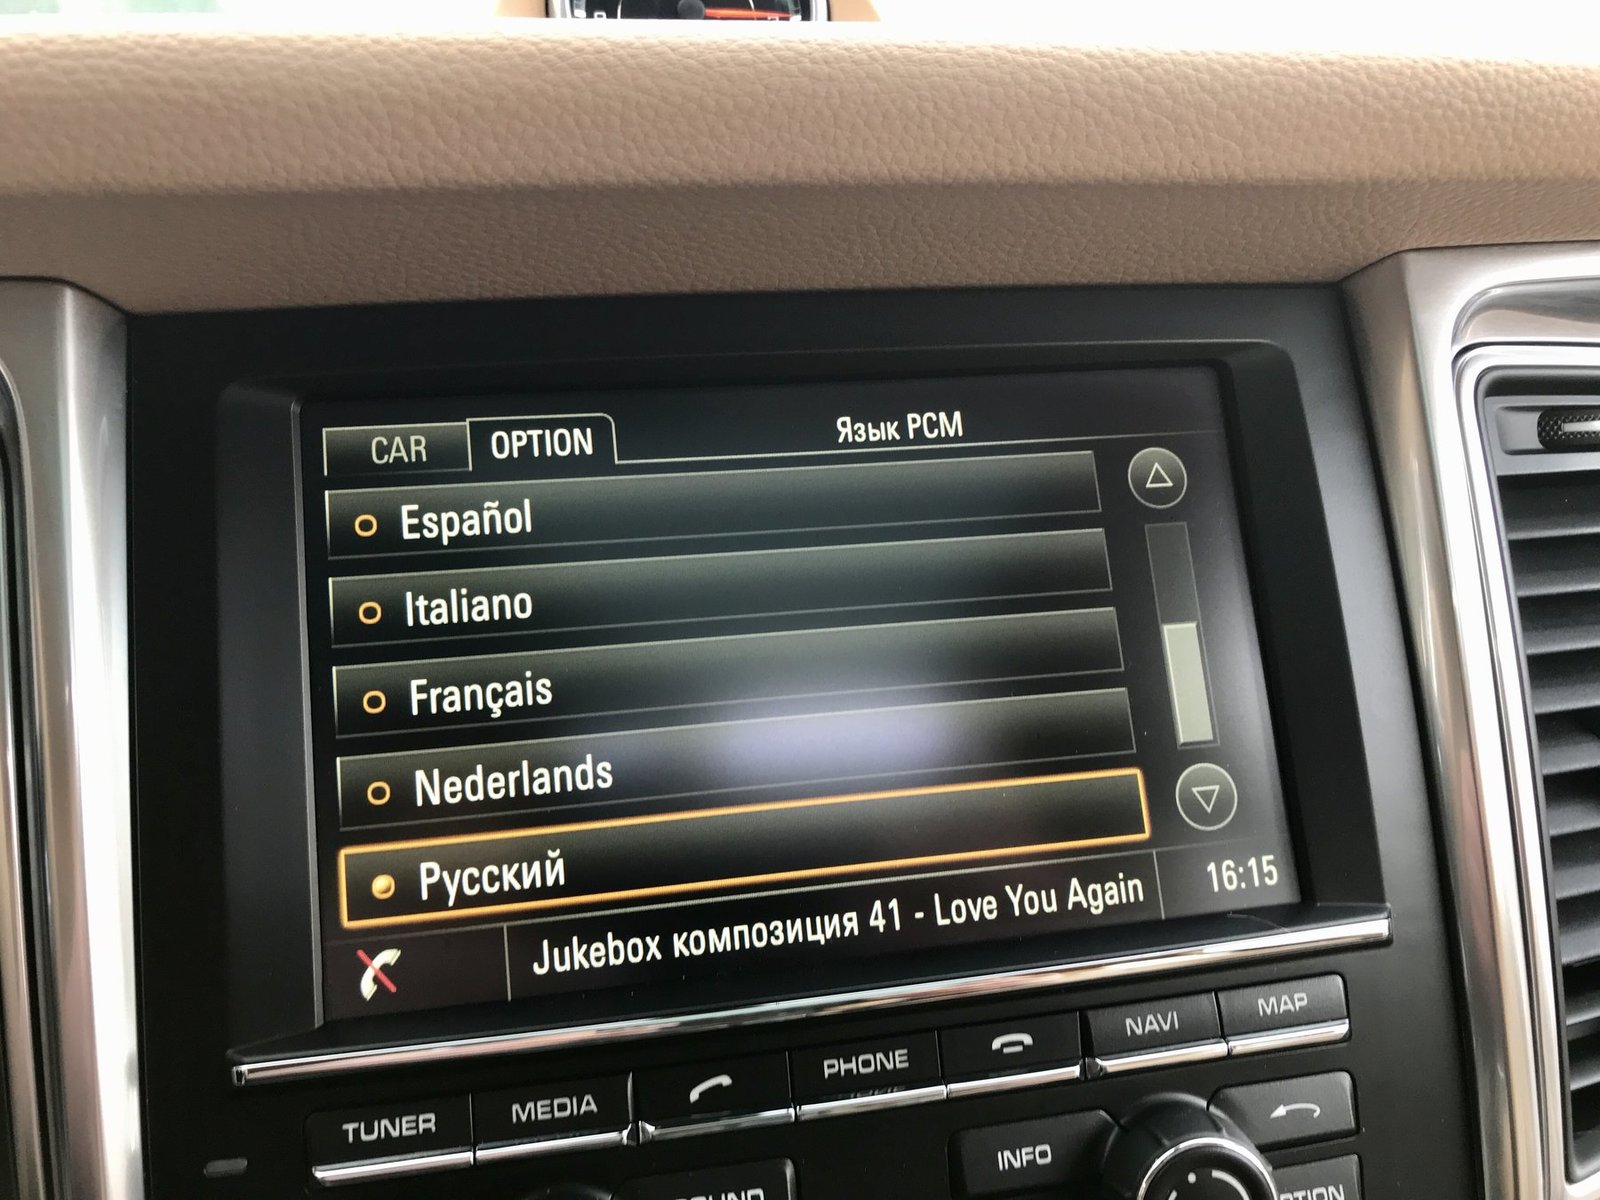 CAR OPTION Язык PCM
Español
Italiano
Français
Nederlands
Русский
Jukebox композиция 41 - Love You Again 16:15
TUNER MEDIA PHONE NAVI MAP
INFO